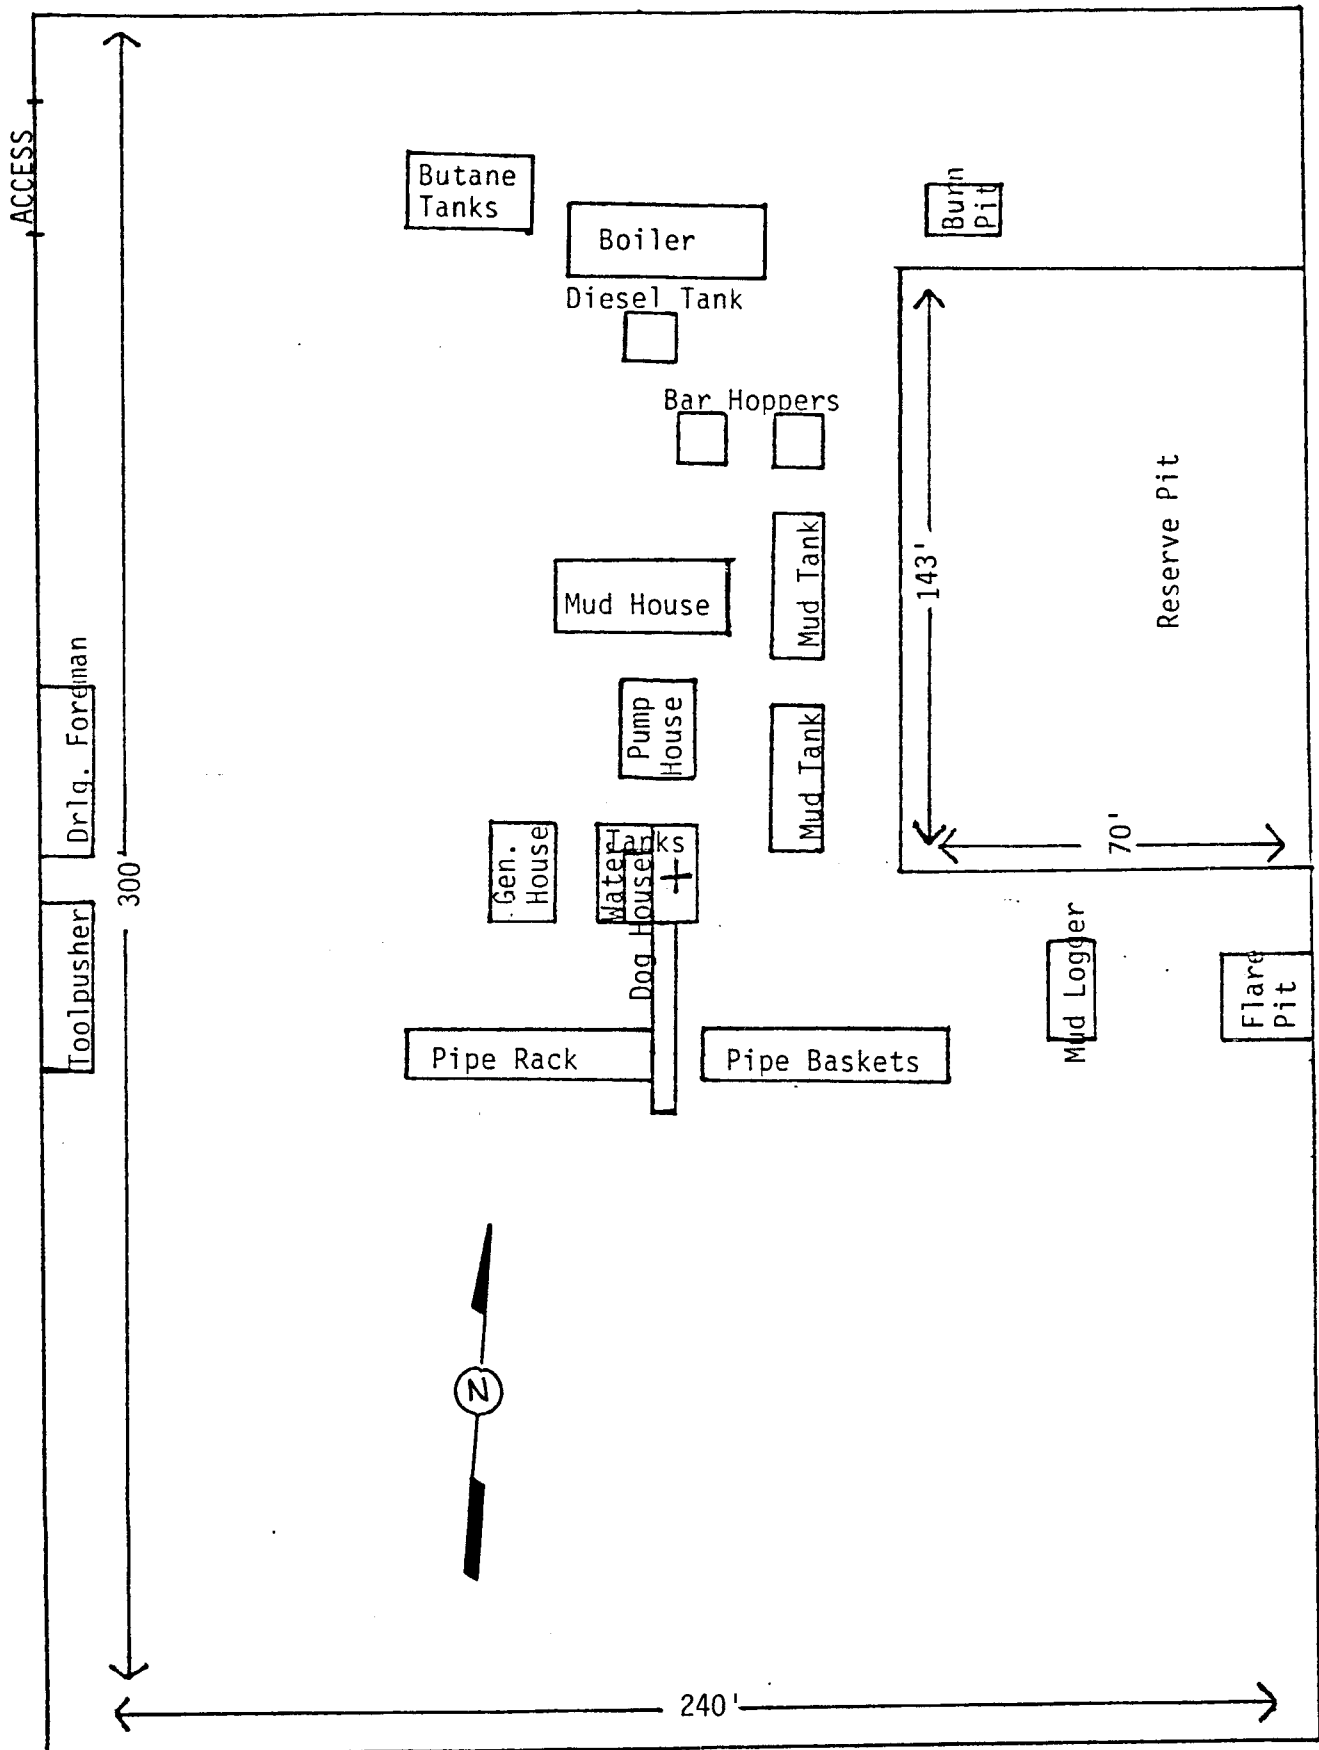 ACCESS
Butane
Tanks
Burn
Pit
Boiler
Diesel Tank
Bar Hoppers
143'
Reserve Pit
Mud Tank
Mud House
Drlg. Foreman
Pump
House
Mud Tank
70'
300'
Gen.
House
Water
Tanks
Dog House
Toolpusher
Mud Logger
Flare
Pit
Pipe Rack
Pipe Baskets
N
240'